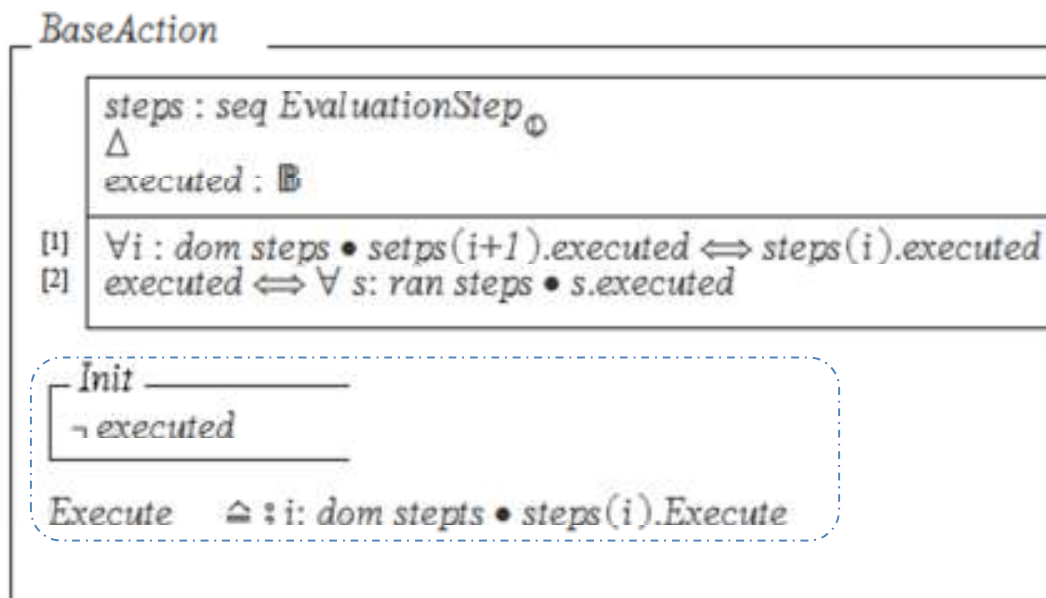 BaseAction
steps : seq EvaluationStep©
Δ
executed : 𝔹
[1] ∀i : dom steps • setps(i+1).executed ⇔ steps(i).executed
[2] executed ⇔ ∀ s: ran steps • s.executed
Init
¬ executed
Execute ≙ ⨟ i: dom stepts • steps(i).Execute